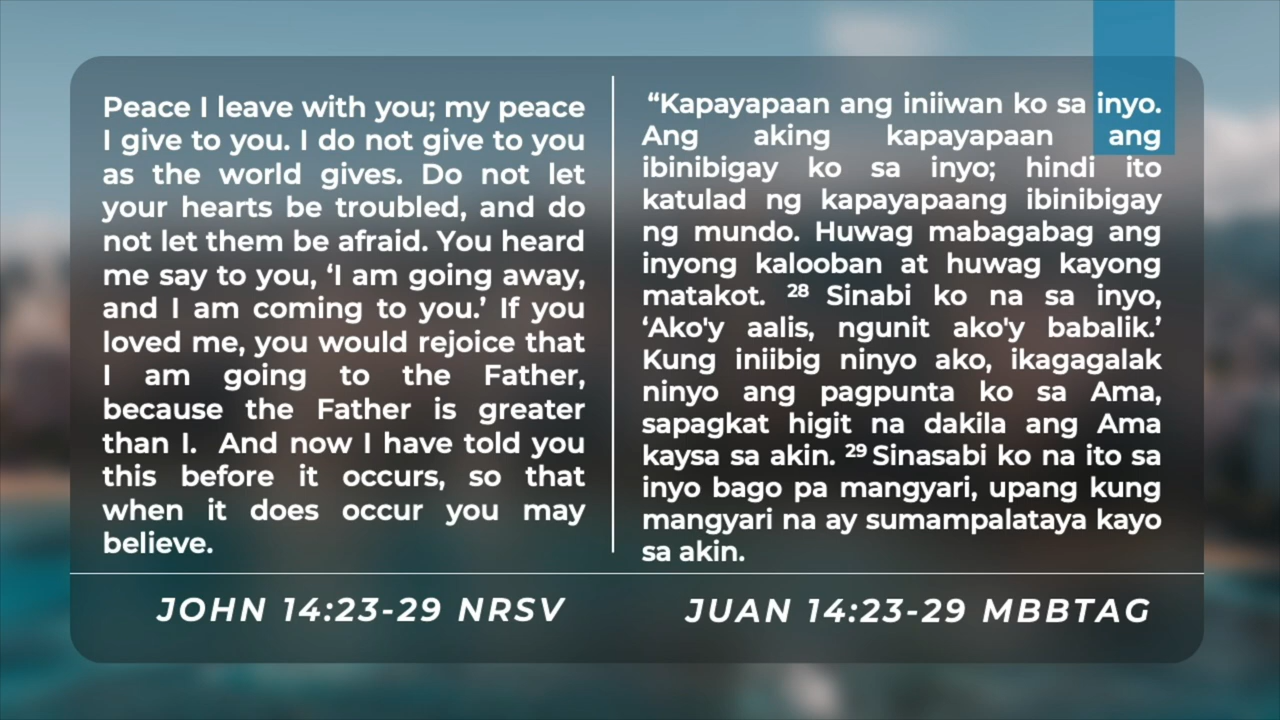 Peace I leave with you; my peace
I give to you. I do not give to you
as the world gives. Do not let
your hearts be troubled, and do
not let them be afraid. You heard
me say to you, ‘I am going away,
and I am coming to you.’ If you
loved me, you would rejoice that
I am going to the Father,
because the Father is greater
than I. And now I have told you
this before it occurs, so that
when it does occur you may
believe.
JOHN 14:23-29 NRSV
“Kapayapaan ang iniiwan ko sa inyo.
Ang aking kapayapaan ang
ibinibigay ko sa inyo; hindi ito
katulad ng kapayapaang ibinibigay
ng mundo. Huwag mabagabag ang
inyong kalooban at huwag kayong
matakot. ²⁸ Sinabi ko na sa inyo,
‘Ako'y aalis, ngunit ako'y babalik.’
Kung iniibig ninyo ako, ikagagalak
ninyo ang pagpunta ko sa Ama,
sapagkat higit na dakila ang Ama
kaysa sa akin. ²⁹ Sinasabi ko na ito sa
inyo bago pa mangyari, upang kung
mangyari na ay sumampalataya kayo
sa akin.
JUAN 14:23-29 MBBTAG